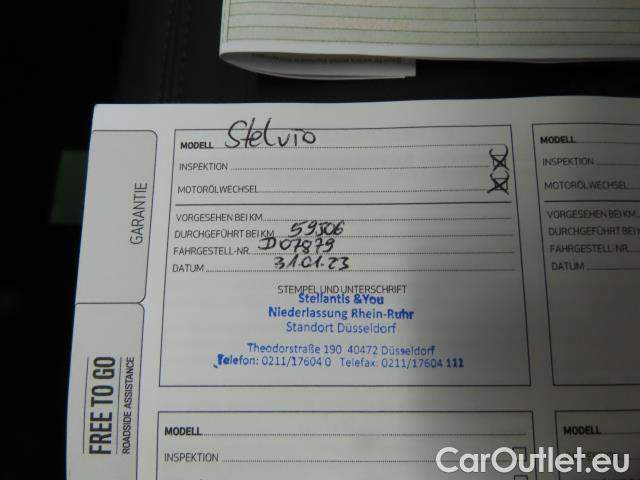 MODELL Stelvio
INSPEKTION
MOTORÖLWECHSEL
VORGESEHEN BEI KM
DURCHGEFÜHRT BEI KM 59506
FAHRGESTELL-NR. D07879
DATUM 31.01.23
STEMPEL UND UNTERSCHRIFT
Stellantis &You
Niederlassung Rhein-Ruhr
Standort Düsseldorf
Theodorstraße 190 40472 Düsseldorf
Telefon: 0211/17604 0 Telefax: 0211/17604 111
GARANTIE
FREE TO GO
ROADSIDE ASSISTANCE
MODELL
INSPEKTION
MOTORÖLWECHSEL
VORGESEHEN BEI KM
DURCHGEFÜHRT BEI KM
FAHRGESTELL-NR.
DATUM
MODELL
INSPEKTION
MODELL
CarOutlet.eu